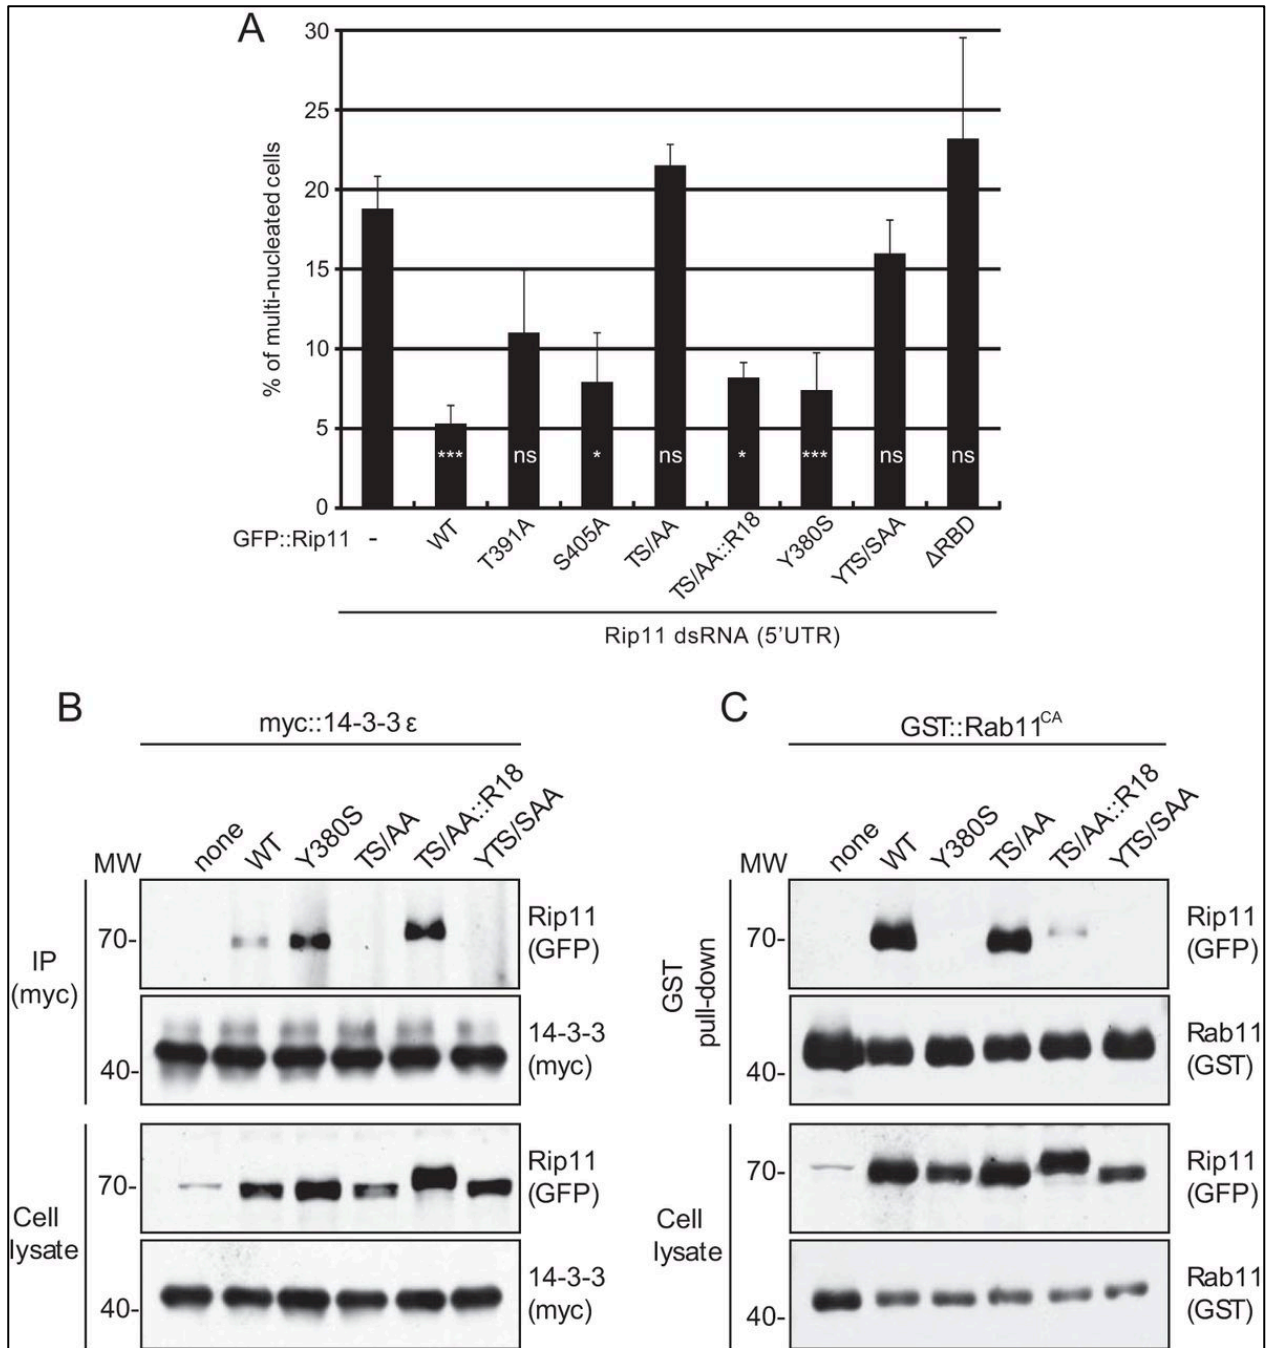 A
30
25
20
15
10
5
0
% of multi-nucleated cells
*** ns * ns * *** ns ns
GFP::Rip11 - WT T391A S405A TS/AA TS/AA::R18 Y380S YTS/SAA ΔRBD
Rip11 dsRNA (5'UTR)
B
myc::14-3-3 ε
MW none WT Y380S TS/AA TS/AA::R18 YTS/SAA
IP
(myc)
70-
Rip11
(GFP)
40-
14-3-3
(myc)
Cell
lysate
70-
Rip11
(GFP)
40-
14-3-3
(myc)
C
GST::Rab11CA
MW none WT Y380S TS/AA TS/AA::R18 YTS/SAA
GST
pull-down
70-
Rip11
(GFP)
40-
Rab11
(GST)
Cell
lysate
70-
Rip11
(GFP)
40-
Rab11
(GST)